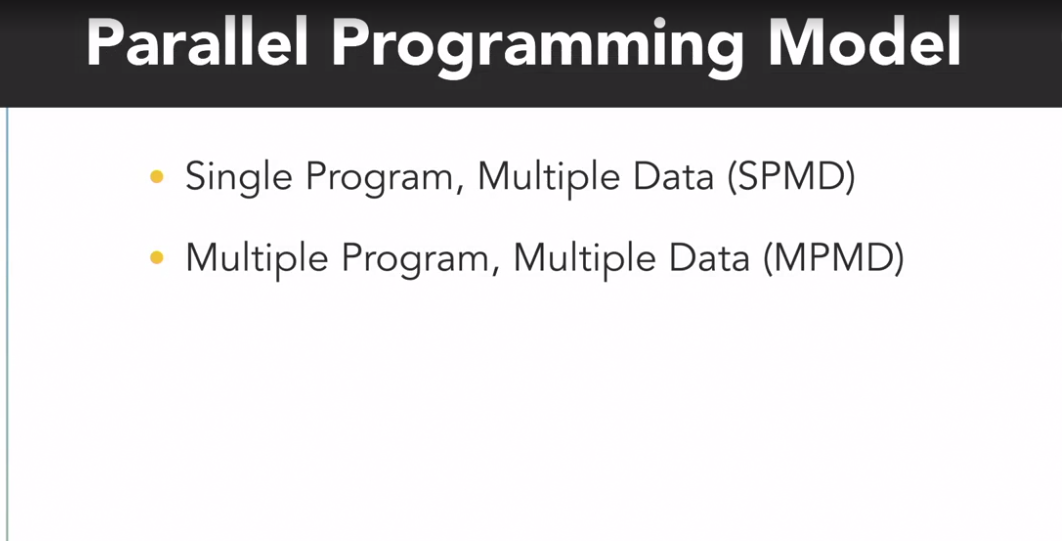 Parallel Programming Model
• Single Program, Multiple Data (SPMD)
• Multiple Program, Multiple Data (MPMD)